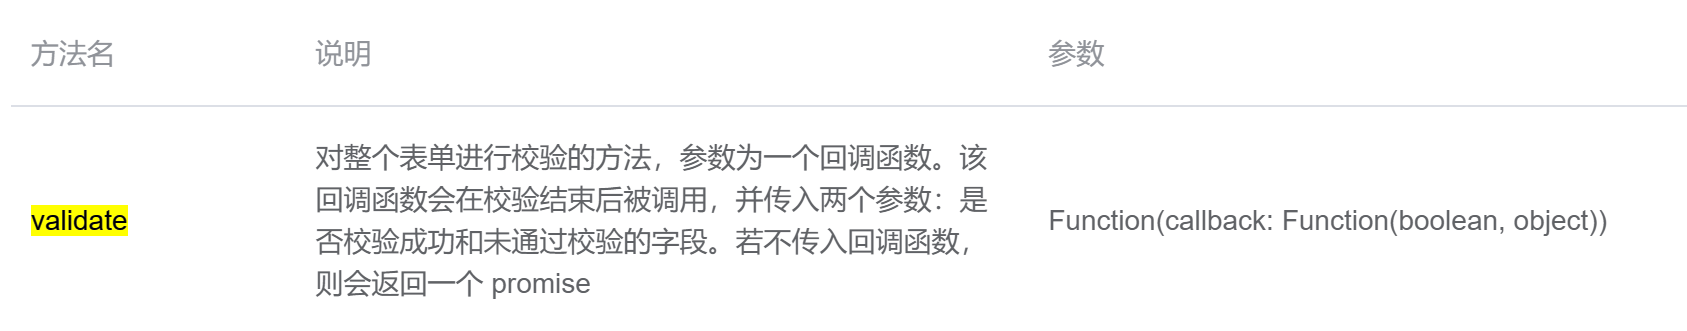 方法名 说明 参数
对整个表单进行校验的方法，参数为一个回调函数。该
回调函数会在校验结束后被调用，并传入两个参数：是
validate
Function(callback: Function(boolean, object))
否校验成功和未通过校验的字段。若不传入回调函数，
则会返回一个 promise